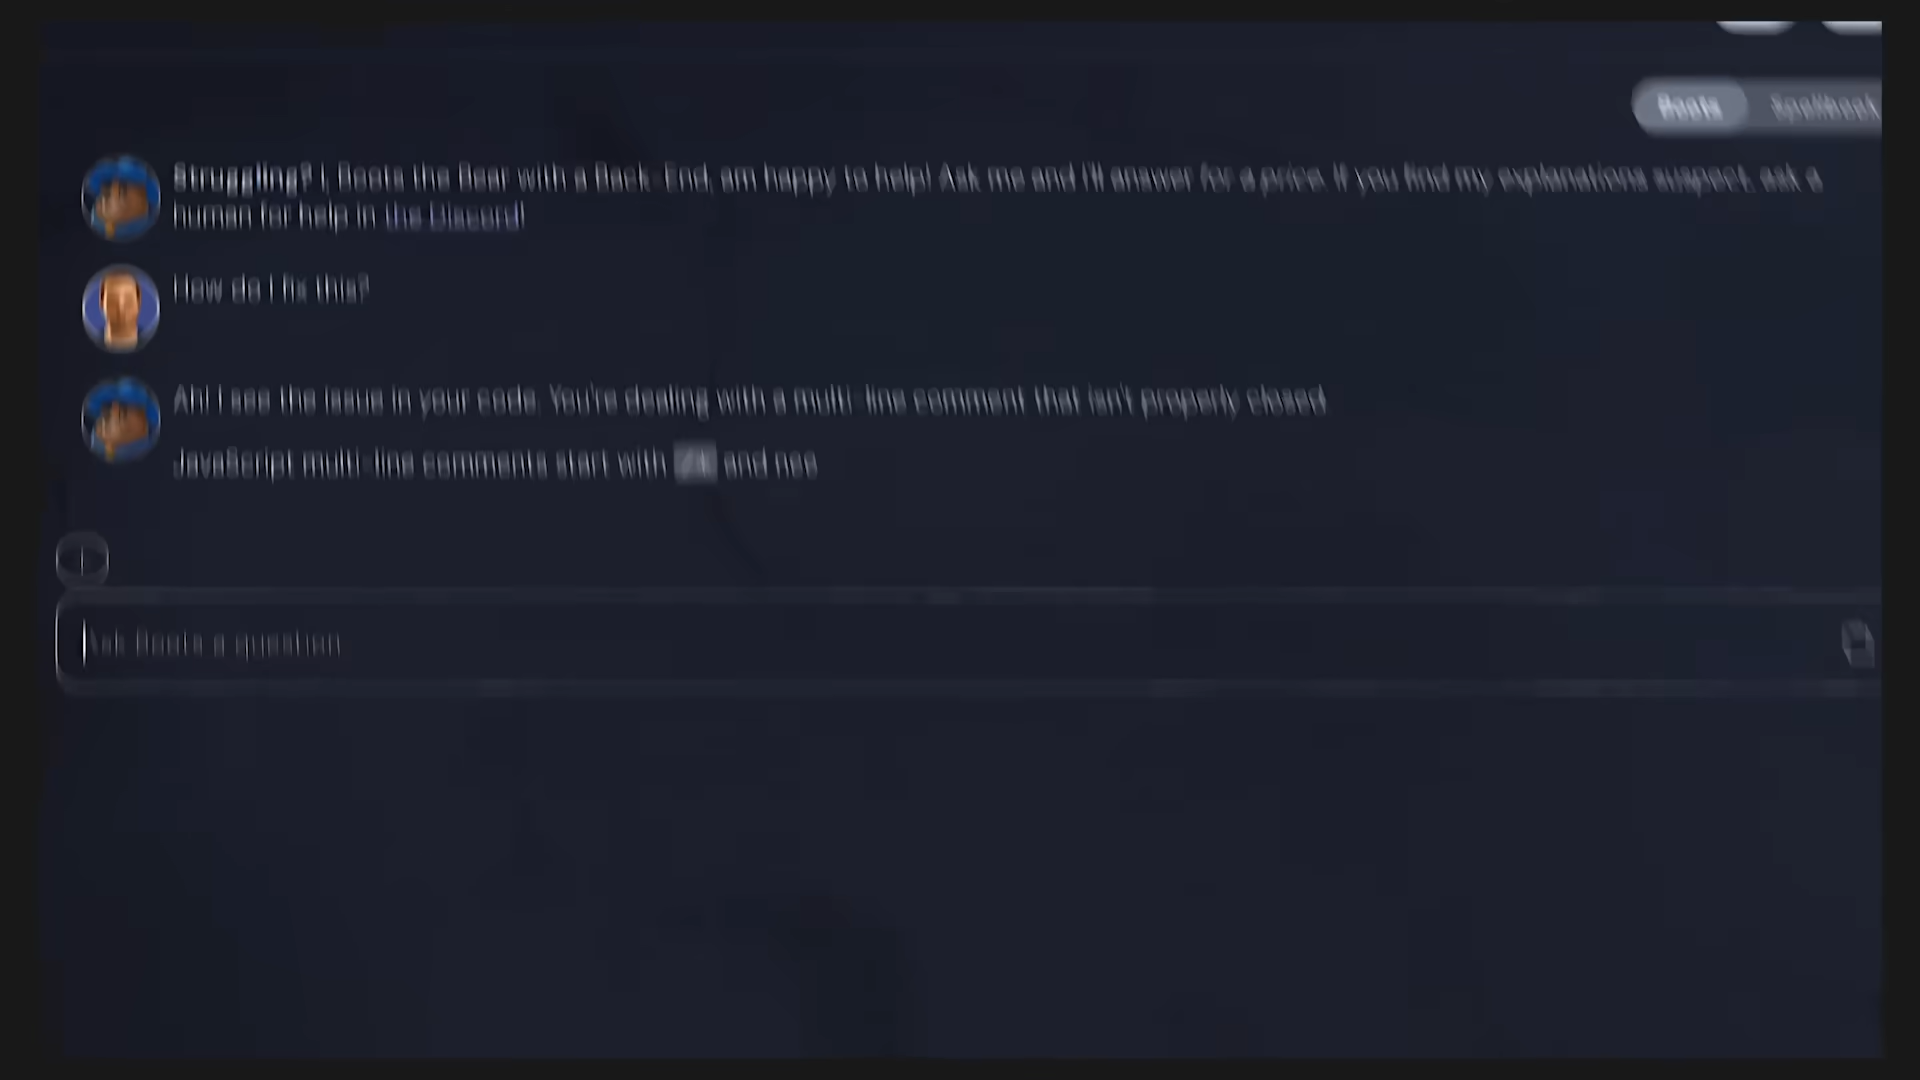 Boots Spellbook
Struggling? I, Boots the Bear with a Back-End, am happy to help! Ask me and I'll answer for a price. If you find my explanations suspect, ask a
human for help in the Discord!
How do I fix this?
Ah! I see the issue in your code. You're dealing with a multi-line comment that isn't properly closed.
JavaScript multi-line comments start with /* and nee
Ask Boots a question